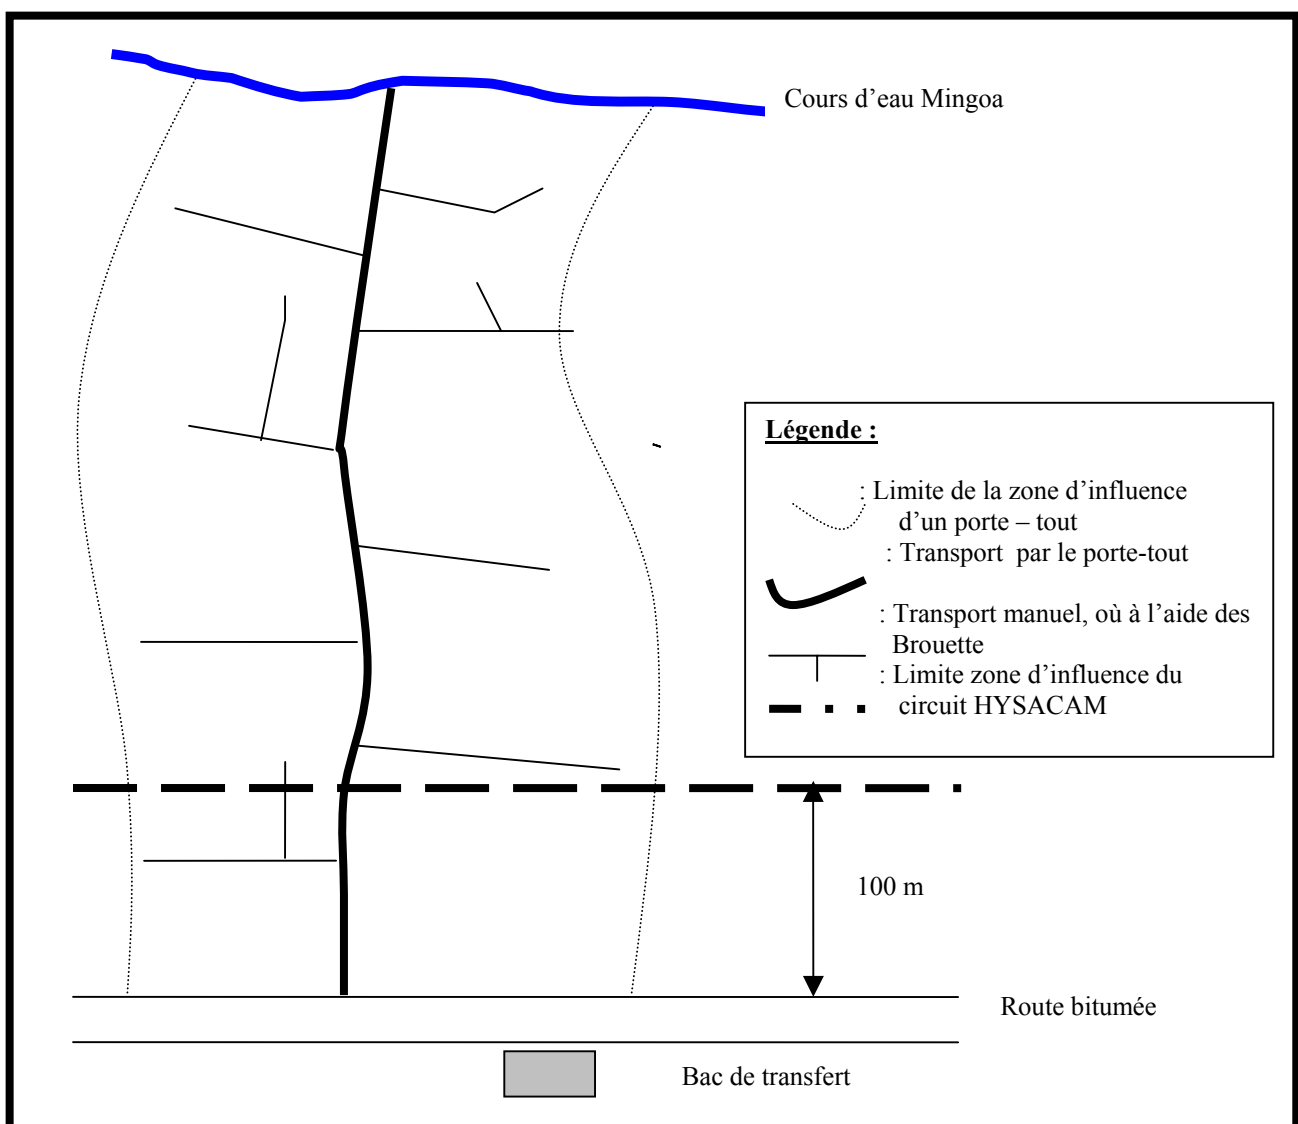 Cours d'eau Mingoa
Légende :
: Limite de la zone d'influence
d'un porte – tout
: Transport par le porte-tout
: Transport manuel, où à l'aide des
Brouette
: Limite zone d'influence du
circuit HYSACAM
100 m
Route bitumée
Bac de transfert